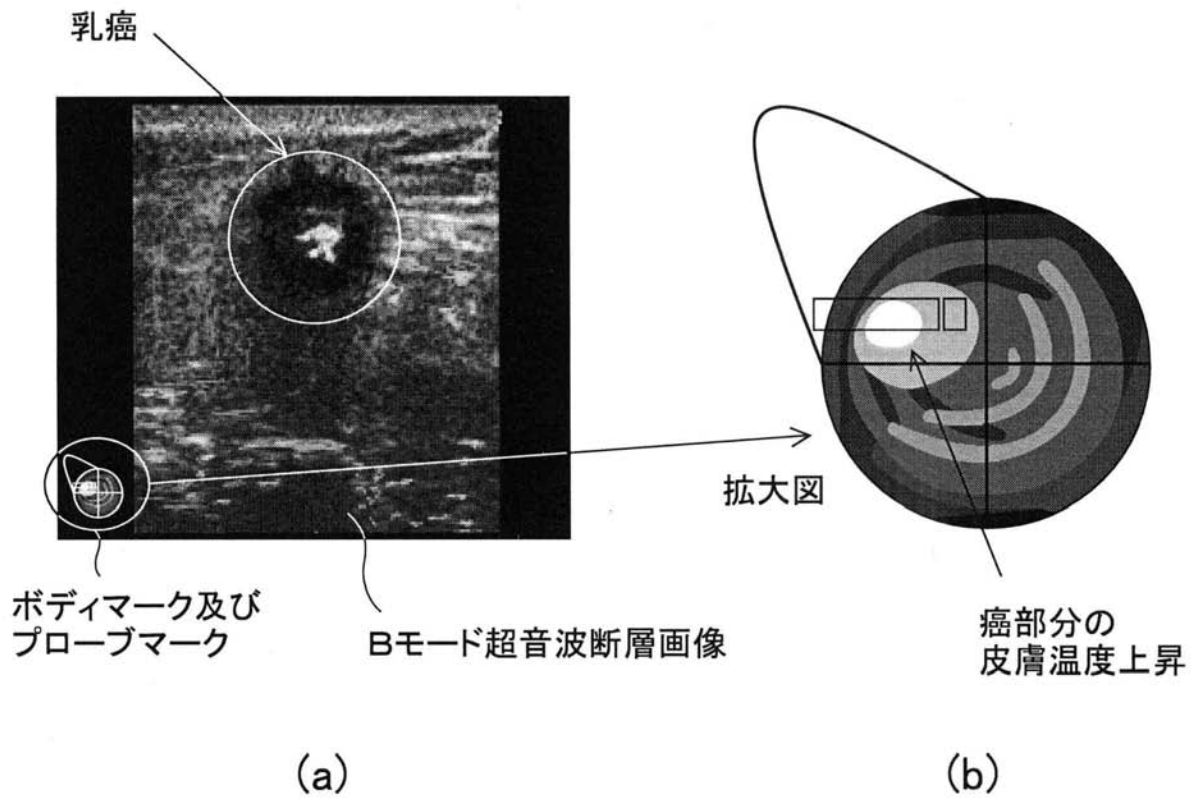 乳癌
拡大図
ボディマーク及び
プローブマーク
Bモード超音波断層画像
癌部分の
皮膚温度上昇
(a)
(b)